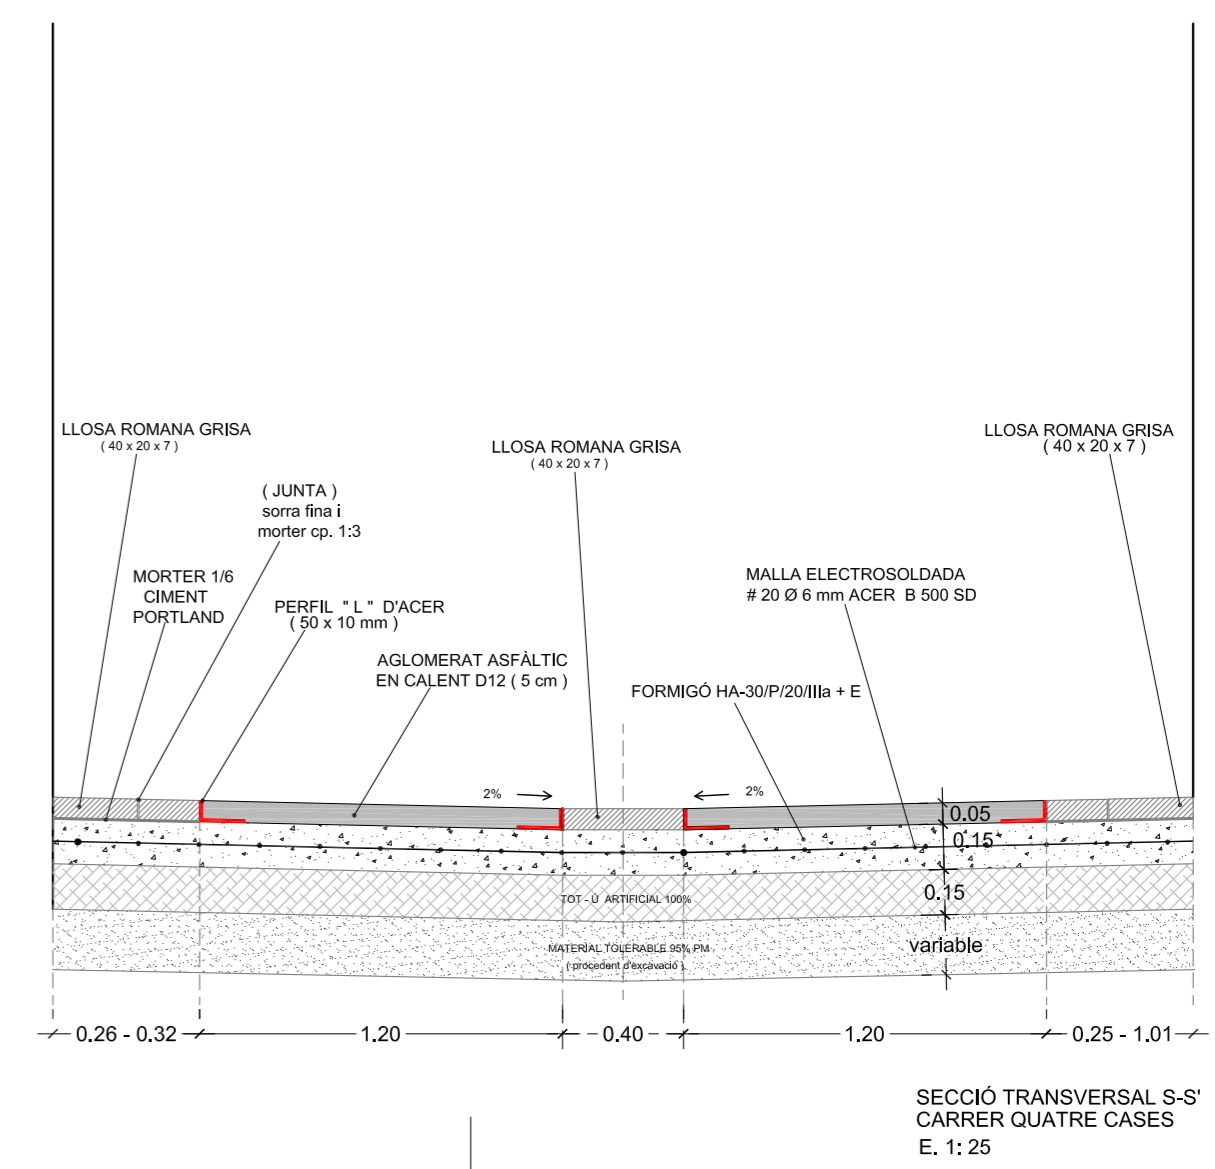 LLOSA ROMANA GRISA
( 40 x 20 x 7 )
LLOSA ROMANA GRISA
( 40 x 20 x 7 )
LLOSA ROMANA GRISA
( 40 x 20 x 7 )
( JUNTA )
sorra fina i
morter cp. 1:3
MORTER 1/6
CIMENT
PORTLAND
PERFIL " L " D'ACER
( 50 x 10 mm )
AGLOMERAT ASFÀLTIC
EN CALENT D12 ( 5 cm )
MALLA ELECTROSOLDADA
# 20 Ø 6 mm ACER B 500 SD
FORMIGÓ HA-30/P/20/IIIa + E
2%
2%
0.05
0.15
0.15
variable
TOT - Ú ARTIFICIAL 100%
MATERIAL TOLERABLE 95% PM
( procedent d'excavació )
0.26 - 0.32
1.20
0.40
1.20
0.25 - 1.01
SECCIÓ TRANSVERSAL S-S'
CARRER QUATRE CASES
E. 1: 25